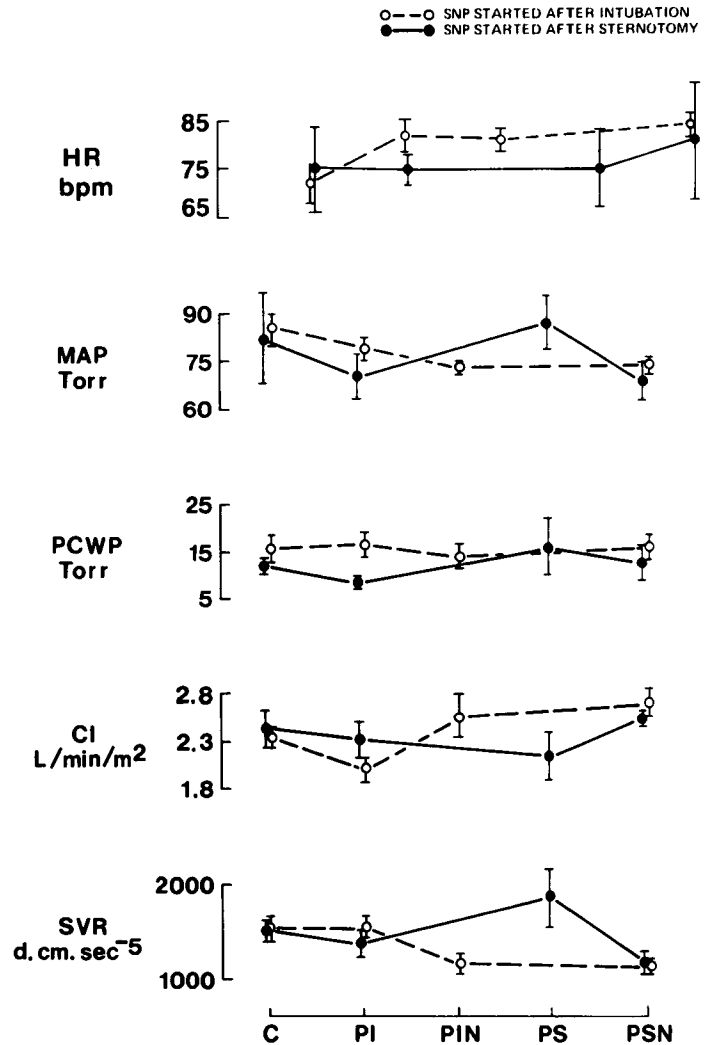 SNP STARTED AFTER INTUBATION
SNP STARTED AFTER STERNOTOMY
85
HR
bpm
75
65
90
MAP
Torr
75
60
25
PCWP
Torr
15
5
2.8
CI
L/min/m2
2.3
1.8
2000
SVR
d.cm.sec-5
1000
C PI PIN PS PSN